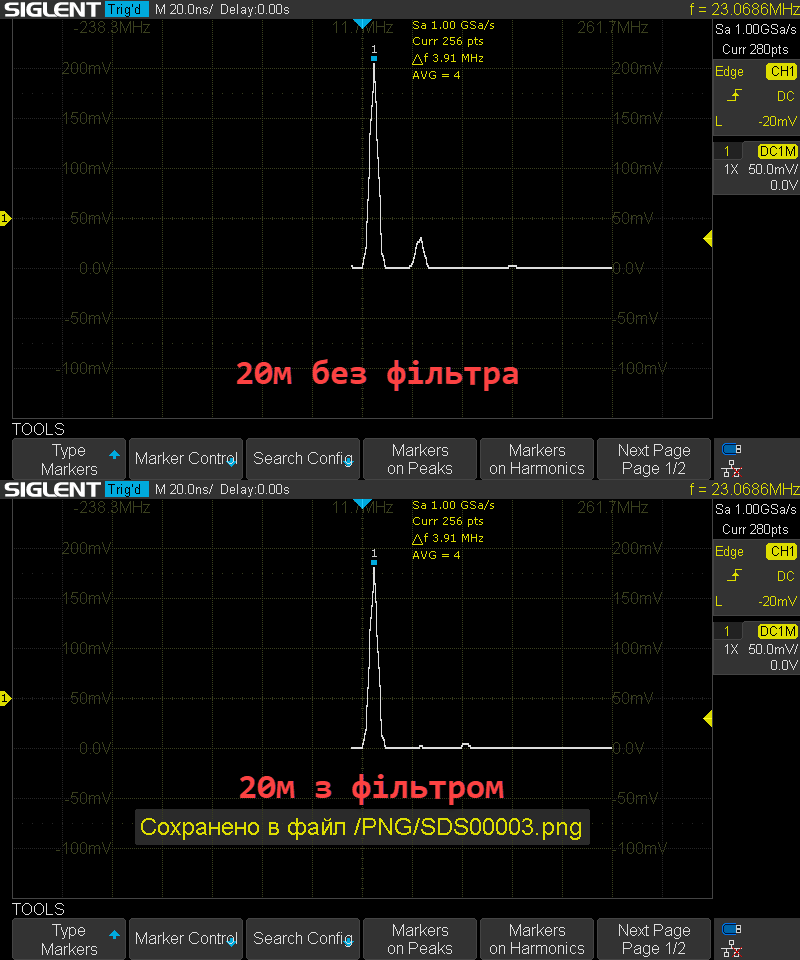 SIGLENT Trig'd M 20.0ns/ Delay:0.00s f = 23.0686MHz
-238.3MHz 11.7MHz 261.7MHz
Sa 1.00 GSa/s
Curr 256 pts
△f 3.91 MHz
AVG = 4
Sa 1.00GSa/s
Curr 280pts
Edge CH1
DC
L -20mV
1 DC1M
1X 50.0mV/
0.0V
1
200mV 200mV
150mV 150mV
100mV 100mV
1 50mV 50mV
0.0V 0.0V
-50mV -50mV
-100mV -100mV
20м без фільтра
TOOLS
Type Markers
Marker Control
Search Config
Markers on Peaks
Markers on Harmonics
Next Page Page 1/2
SIGLENT Trig'd M 20.0ns/ Delay:0.00s f = 23.0686MHz
-238.3MHz 11.7MHz 261.7MHz
Sa 1.00 GSa/s
Curr 256 pts
△f 3.91 MHz
AVG = 4
Sa 1.00GSa/s
Curr 280pts
Edge CH1
DC
L -20mV
1 DC1M
1X 50.0mV/
0.0V
1
200mV 200mV
150mV 150mV
100mV 100mV
1 50mV 50mV
0.0V 0.0V
-50mV -50mV
-100mV -100mV
20м з фільтром
Сохранено в файл /PNG/SDS00003.png
TOOLS
Type Markers
Marker Control
Search Config
Markers on Peaks
Markers on Harmonics
Next Page Page 1/2